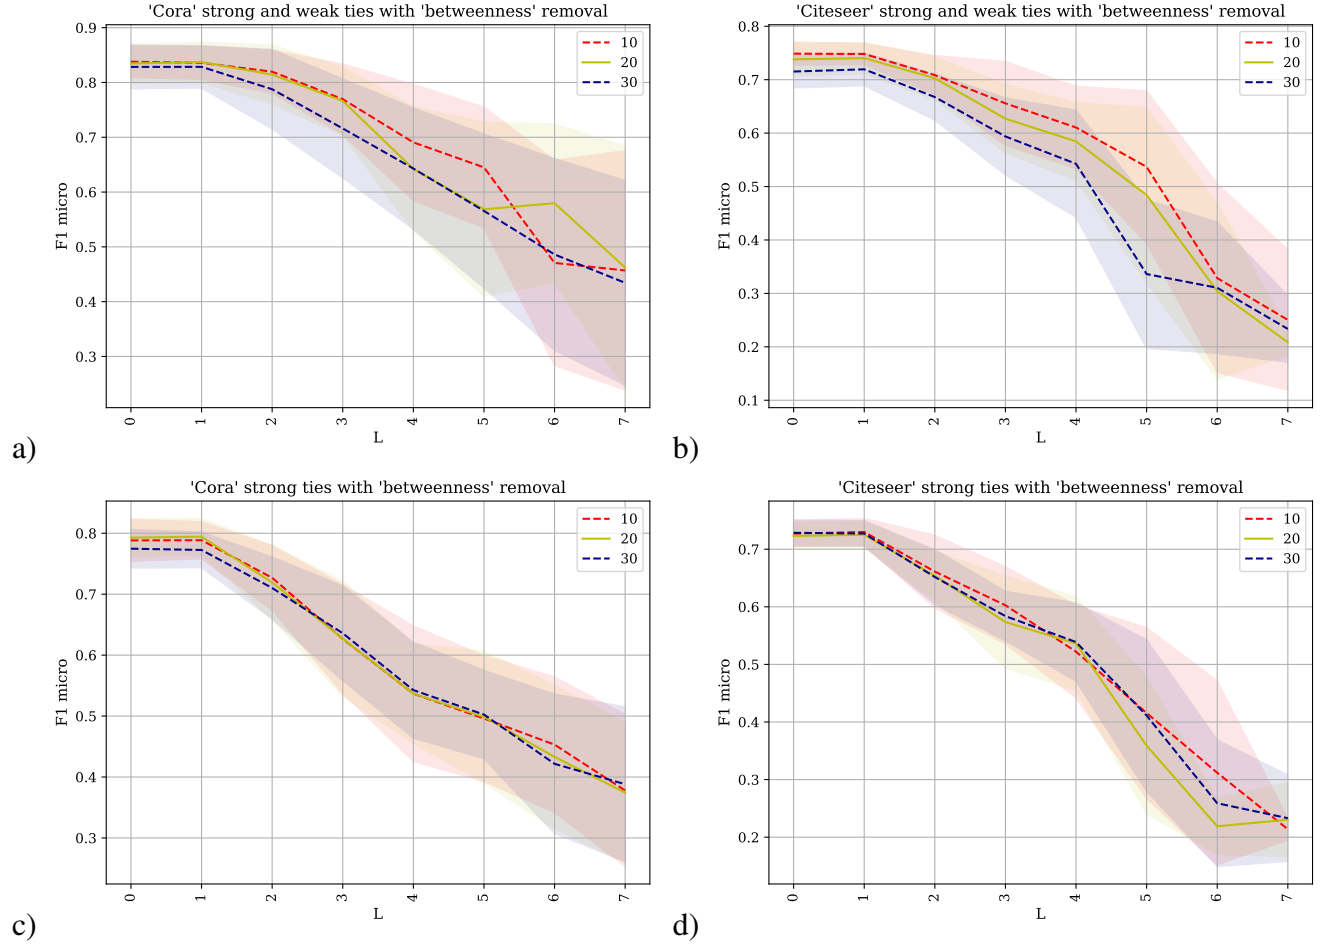 'Cora' strong and weak ties with 'betweenness' removal
0.9
0.8
0.7
0.6
0.5
0.4
0.3
F1 micro
0 1 2 3 4 5 6 7
L
10
20
30
a)
'Citeseer' strong and weak ties with 'betweenness' removal
0.8
0.7
0.6
0.5
0.4
0.3
0.2
0.1
F1 micro
0 1 2 3 4 5 6 7
L
10
20
30
b)
'Cora' strong ties with 'betweenness' removal
0.8
0.7
0.6
0.5
0.4
0.3
F1 micro
0 1 2 3 4 5 6 7
L
10
20
30
c)
'Citeseer' strong ties with 'betweenness' removal
0.7
0.6
0.5
0.4
0.3
0.2
F1 micro
0 1 2 3 4 5 6 7
L
10
20
30
d)